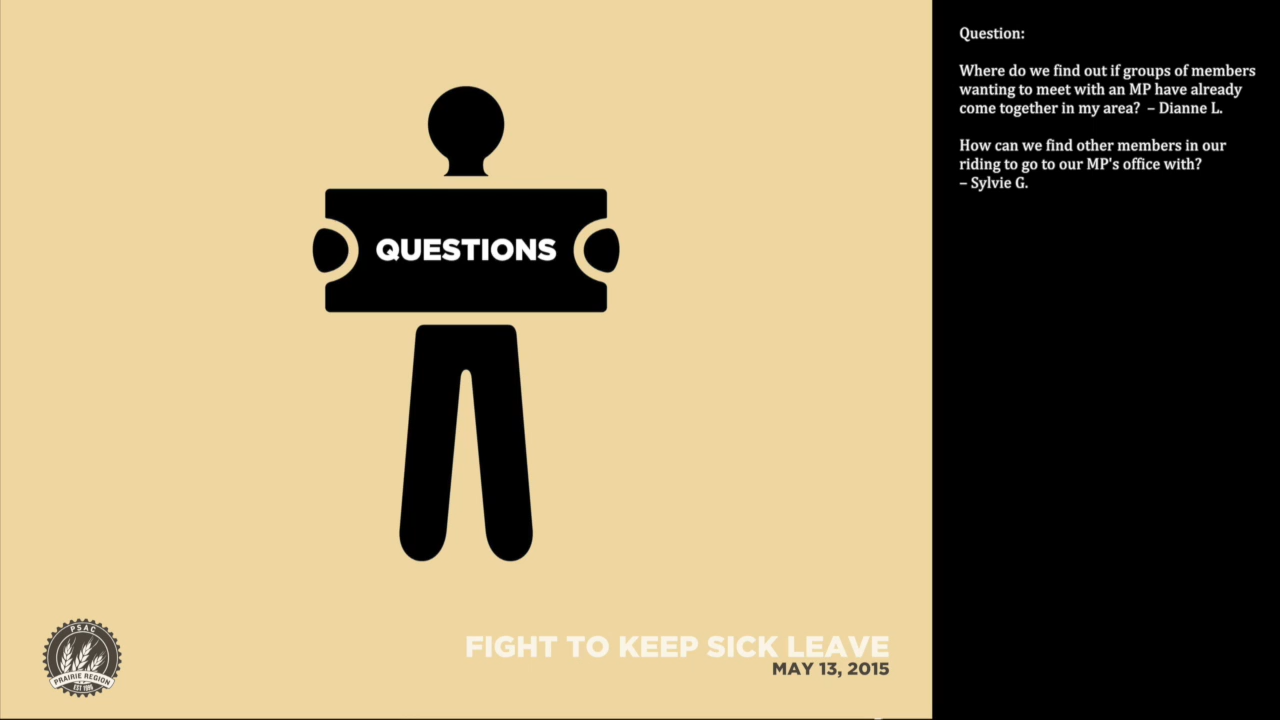 QUESTIONS
FIGHT TO KEEP SICK LEAVE
MAY 13, 2015
PSAC
PRAIRIE REGION
Question:
Where do we find out if groups of members
wanting to meet with an MP have already
come together in my area?  – Dianne L.
How can we find other members in our
riding to go to our MP's office with?
– Sylvie G.